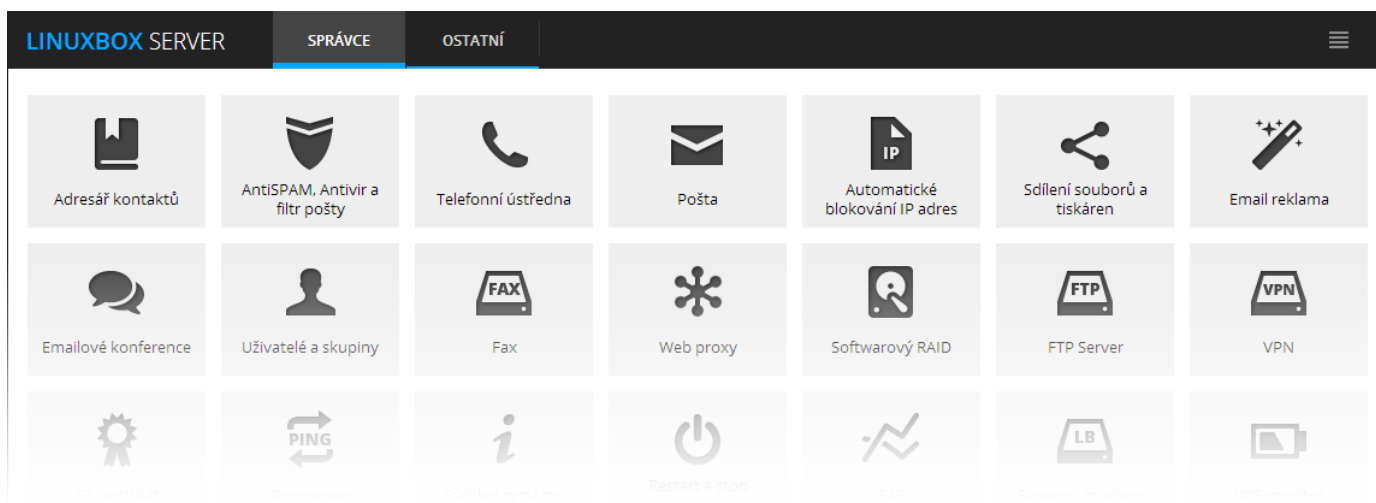 LINUXBOX SERVER
SPRÁVCE
OSTATNÍ
Adresář kontaktů
AntiSPAM, Antivir a
filtr pošty
Telefonní ústředna
Pošta
IP
Automatické
blokování IP adres
Sdílení souborů a
tiskáren
Email reklama
Emailové konference
Uživatelé a skupiny
FAX
Fax
Web proxy
Softwarový RAID
FTP
FTP Server
VPN
VPN
PING
LB
Restart a stop